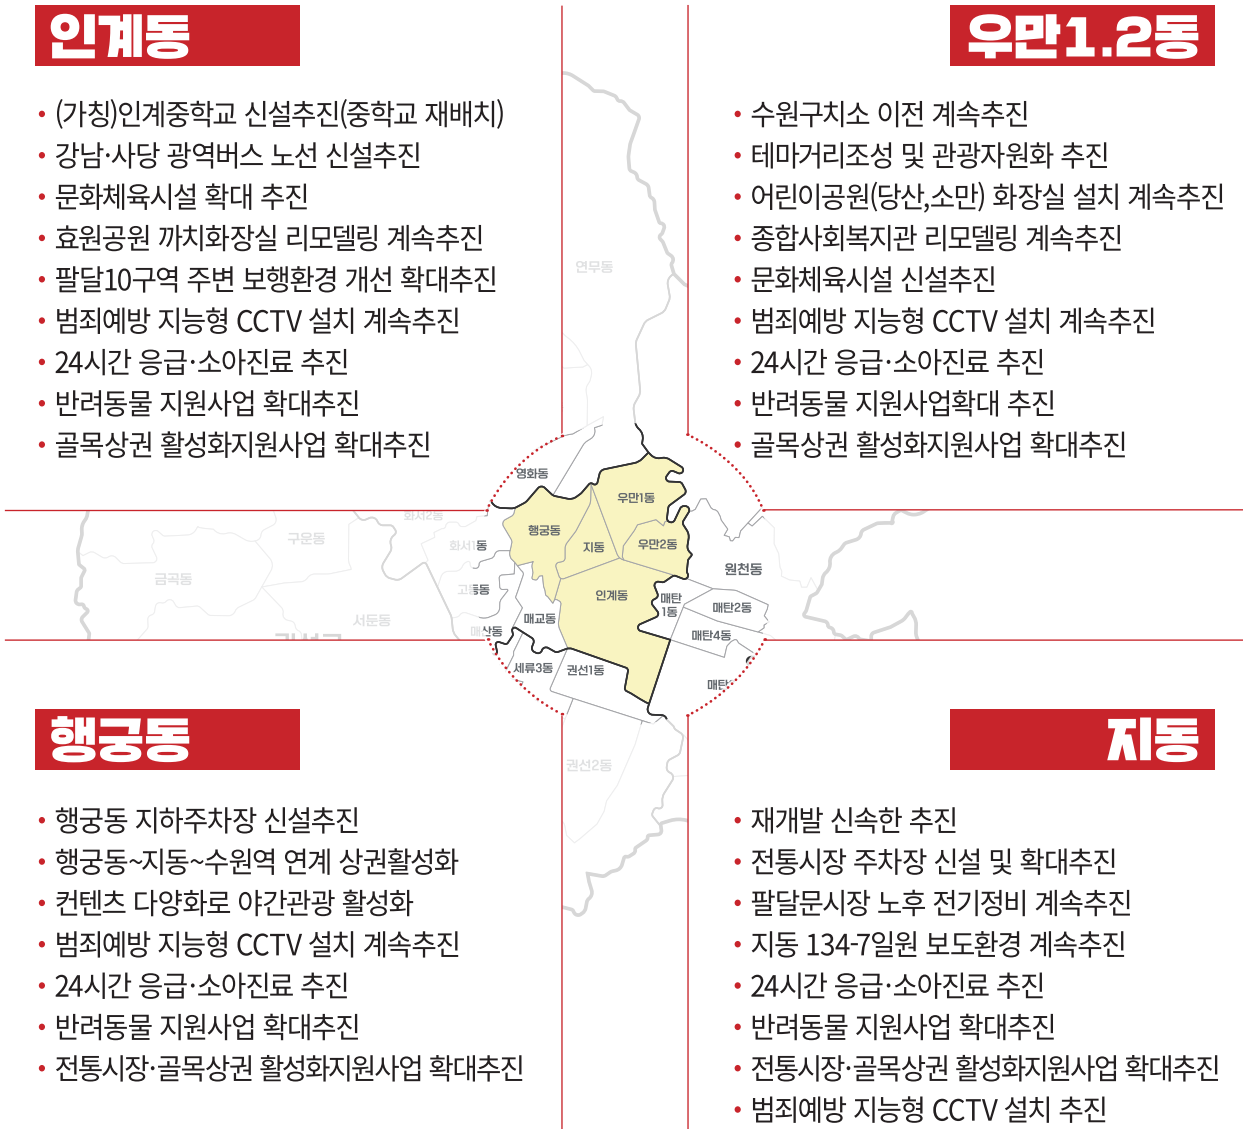 인계동
• (가칭)인계중학교 신설추진(중학교 재배치)
• 강남·사당 광역버스 노선 신설추진
• 문화체육시설 확대 추진
• 효원공원 까치화장실 리모델링 계속추진
• 팔달10구역 주변 보행환경 개선 확대추진
• 범죄예방 지능형 CCTV 설치 계속추진
• 24시간 응급·소아진료 추진
• 반려동물 지원사업 확대추진
• 골목상권 활성화지원사업 확대추진
우만1.2동
• 수원구치소 이전 계속추진
• 테마거리조성 및 관광자원화 추진
• 어린이공원(당산,소만) 화장실 설치 계속추진
• 종합사회복지관 리모델링 계속추진
• 문화체육시설 신설추진
• 범죄예방 지능형 CCTV 설치 계속추진
• 24시간 응급·소아진료 추진
• 반려동물 지원사업확대 추진
• 골목상권 활성화지원사업 확대추진
연무동
영화동
우만1동
화서2동
행궁동
구운동
화서1동
지동
우만2동
원천동
금곡동
고등동
인계동
매탄
1동
매탄2동
서둔동
매교동
매산동
매탄4동
세류3동
권선1동
매탄
권선2동
행궁동
• 행궁동 지하주차장 신설추진
• 행궁동~지동~수원역 연계 상권활성화
• 컨텐츠 다양화로 야간관광 활성화
• 범죄예방 지능형 CCTV 설치 계속추진
• 24시간 응급·소아진료 추진
• 반려동물 지원사업 확대추진
• 전통시장·골목상권 활성화지원사업 확대추진
지동
• 재개발 신속한 추진
• 전통시장 주차장 신설 및 확대추진
• 팔달문시장 노후 전기정비 계속추진
• 지동 134-7일원 보도환경 계속추진
• 24시간 응급·소아진료 추진
• 반려동물 지원사업 확대추진
• 전통시장·골목상권 활성화지원사업 확대추진
• 범죄예방 지능형 CCTV 설치 추진